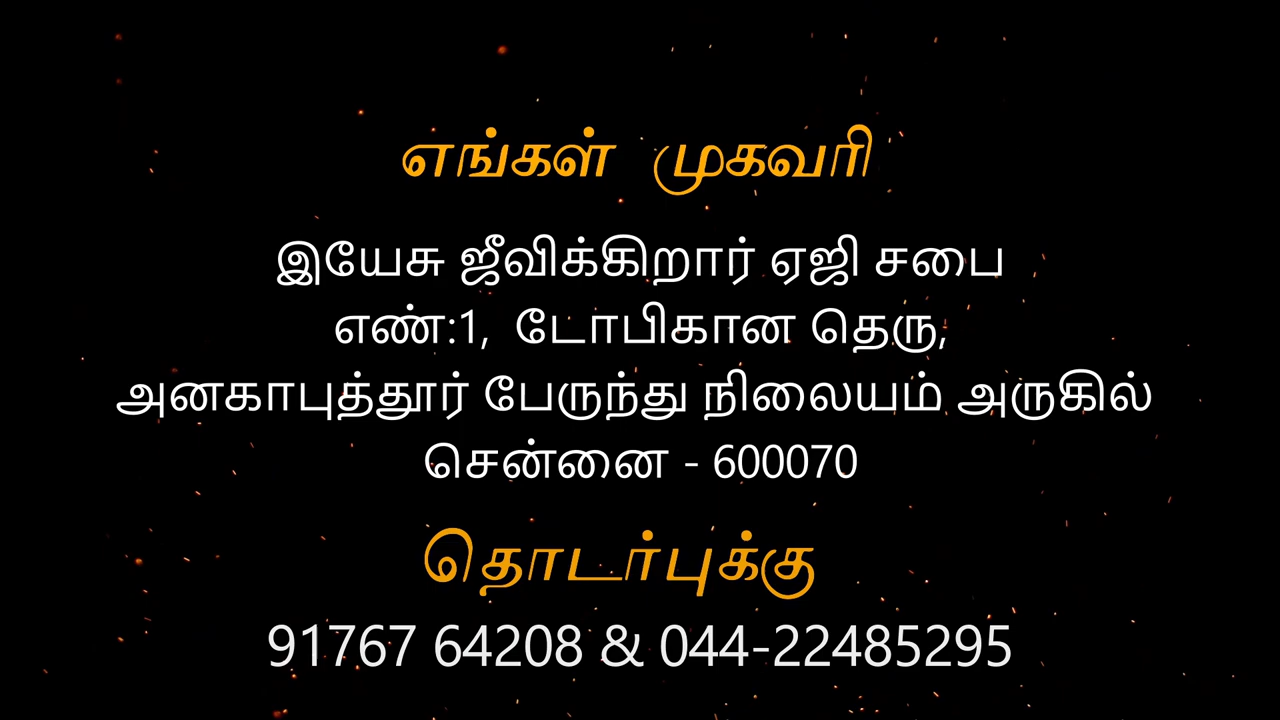 எங்கள் முகவரி
இயேசு ஜீவிக்கிறார் ஏஜி சபை
எண்:1, டோபிகான தெரு,
அனகாபுத்தூர் பேருந்து நிலையம் அருகில்
சென்னை - 600070
தொடர்புக்கு
91767 64208 & 044-22485295